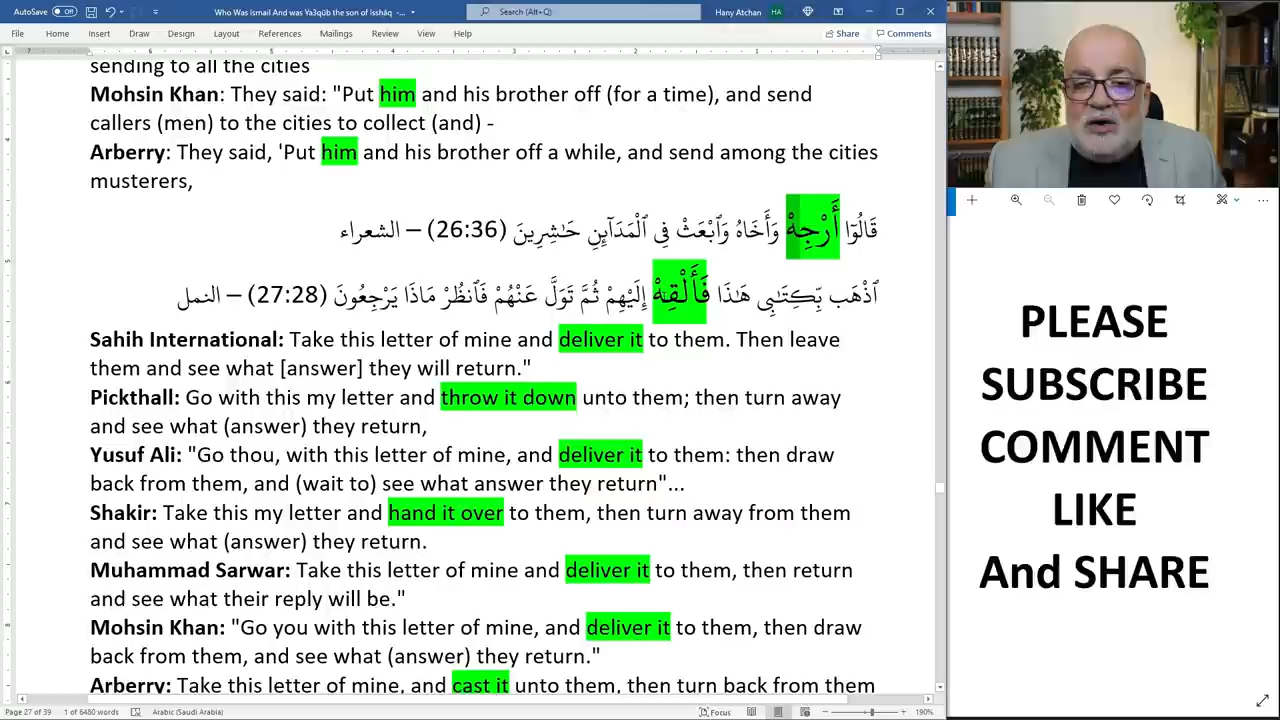 AutoSave Off
Who Was ismail And was Ya3qūb the son of isshāq -...
Search (Alt+Q)
Hany Atchan HA
File Home Insert Draw Design Layout References Mailings Review View Help
Share Comments
sending to all the cities
Mohsin Khan: They said: "Put him and his brother off (for a time), and send
callers (men) to the cities to collect (and) -
Arberry: They said, 'Put him and his brother off a while, and send among the cities
musterers,
قَالُوٓا۟ أَرْجِهْ وَأَخَاهُ وَٱبْعَثْ فِى ٱلْمَدَآئِنِ حَـٰشِرِينَ (26:36) – الشعراء
ٱذْهَب بِّكِتَـٰبِى هَـٰذَا فَأَلْقِهْ إِلَيْهِمْ ثُمَّ تَوَلَّ عَنْهُمْ فَٱنظُرْ مَاذَا يَرْجِعُونَ (27:28) – النمل
Sahih International: Take this letter of mine and deliver it to them. Then leave
them and see what [answer] they will return."
Pickthall: Go with this my letter and throw it down unto them; then turn away
and see what (answer) they return,
Yusuf Ali: "Go thou, with this letter of mine, and deliver it to them: then draw
back from them, and (wait to) see what answer they return"...
Shakir: Take this my letter and hand it over to them, then turn away from them
and see what (answer) they return.
Muhammad Sarwar: Take this letter of mine and deliver it to them, then return
and see what their reply will be."
Mohsin Khan: "Go you with this letter of mine, and deliver it to them, then draw
back from them, and see what (answer) they return."
Arberry: Take this letter of mine, and cast it unto them, then turn back from them
PLEASE
SUBSCRIBE
COMMENT
LIKE
And SHARE
Page 27 of 39 1 of 6480 words Arabic (Saudi Arabia) Focus 190%